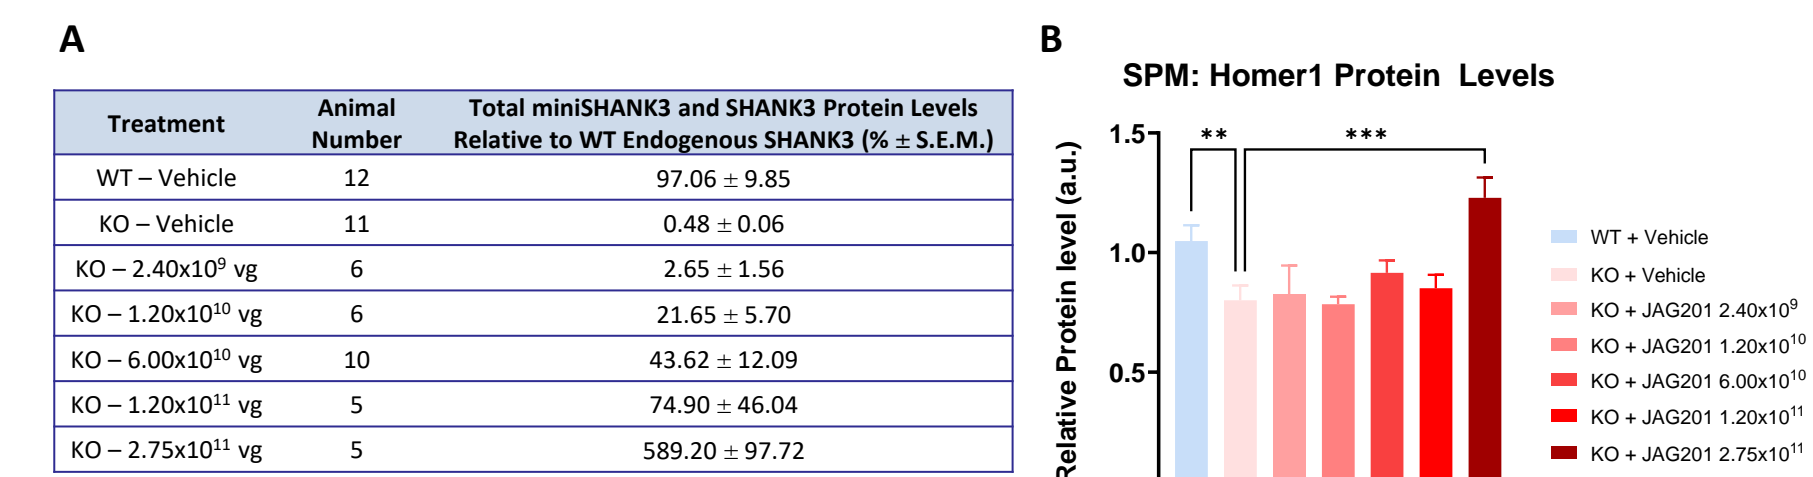 A
Treatment Animal Number Total miniSHANK3 and SHANK3 Protein Levels Relative to WT Endogenous SHANK3 (% ± S.E.M.)
WT – Vehicle 12 97.06 ± 9.85
KO – Vehicle 11 0.48 ± 0.06
KO – 2.40x10⁹ vg 6 2.65 ± 1.56
KO – 1.20x10¹⁰ vg 6 21.65 ± 5.70
KO – 6.00x10¹⁰ vg 10 43.62 ± 12.09
KO – 1.20x10¹¹ vg 5 74.90 ± 46.04
KO – 2.75x10¹¹ vg 5 589.20 ± 97.72
B
SPM: Homer1 Protein Levels
Relative Protein level (a.u.)
1.5
1.0
0.5
**
***
WT + Vehicle
KO + Vehicle
KO + JAG201 2.40x10⁹
KO + JAG201 1.20x10¹⁰
KO + JAG201 6.00x10¹⁰
KO + JAG201 1.20x10¹¹
KO + JAG201 2.75x10¹¹